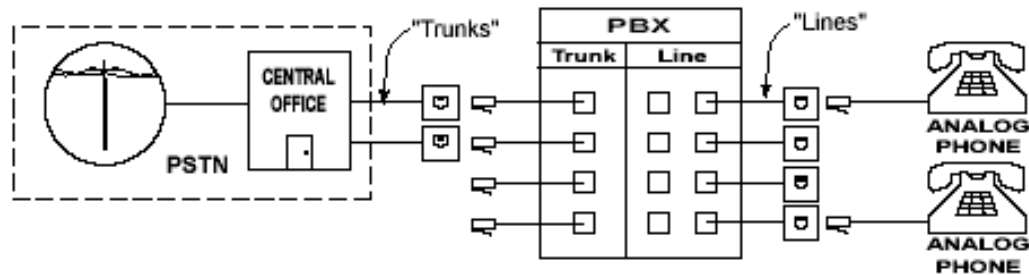 "Trunks"
PBX
"Lines"
Trunk Line
CENTRAL
OFFICE
PSTN
ANALOG
PHONE
ANALOG
PHONE